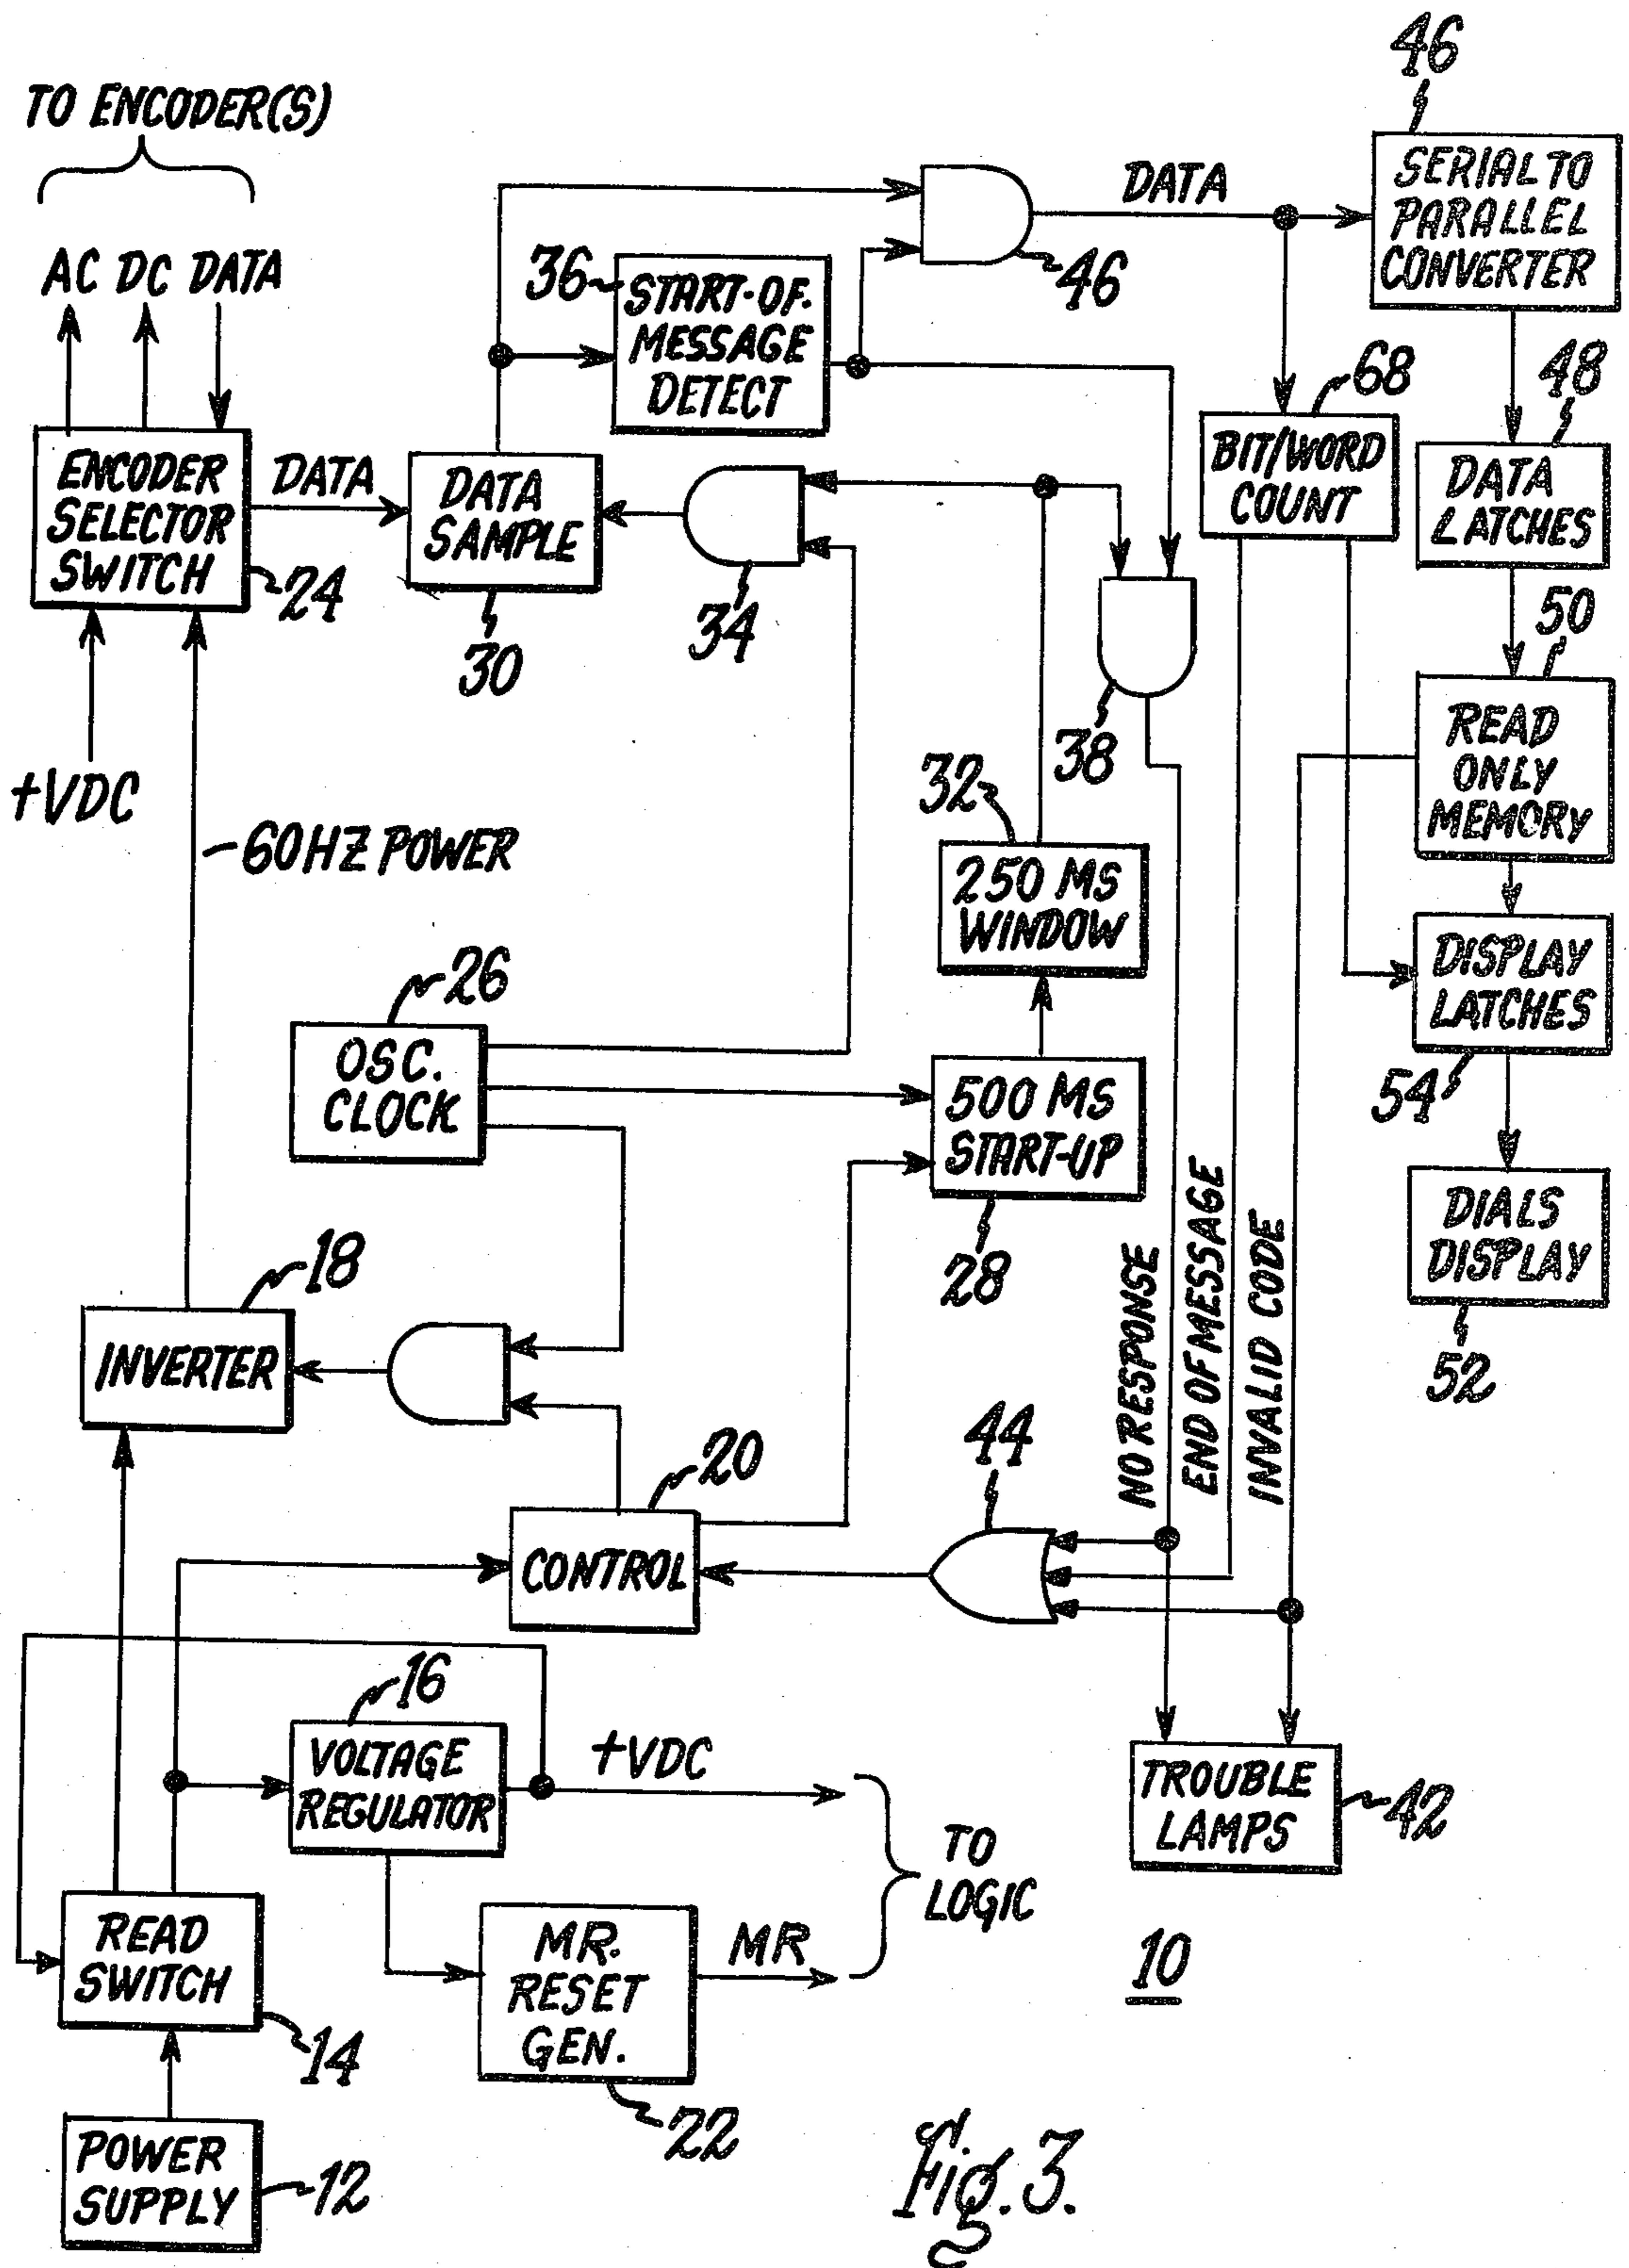 46
TO ENCODER(S)
AC DC DATA
DATA
SERIAL TO
PARALLEL
CONVERTER
36
START-OF.
MESSAGE
DETECT
46
48
68
ENCODER
SELECTOR
SWITCH
DATA
DATA
SAMPLE
BIT/WORD
COUNT
DATA
LATCHES
24
30
34
50
38
+VDC
READ
ONLY
MEMORY
32
60HZ POWER
250 MS
WINDOW
26
DISPLAY
LATCHES
OSC.
CLOCK
54
500 MS
START-UP
28
DIALS
DISPLAY
52
18
INVERTER
NO RESPONSE
END OF MESSAGE
INVALID CODE
44
20
CONTROL
16
VOLTAGE
REGULATOR
+VDC
TROUBLE
LAMPS
42
TO
LOGIC
READ
SWITCH
14
MR.
RESET
GEN.
MR
10
22
POWER
SUPPLY
12
Fig. 3.